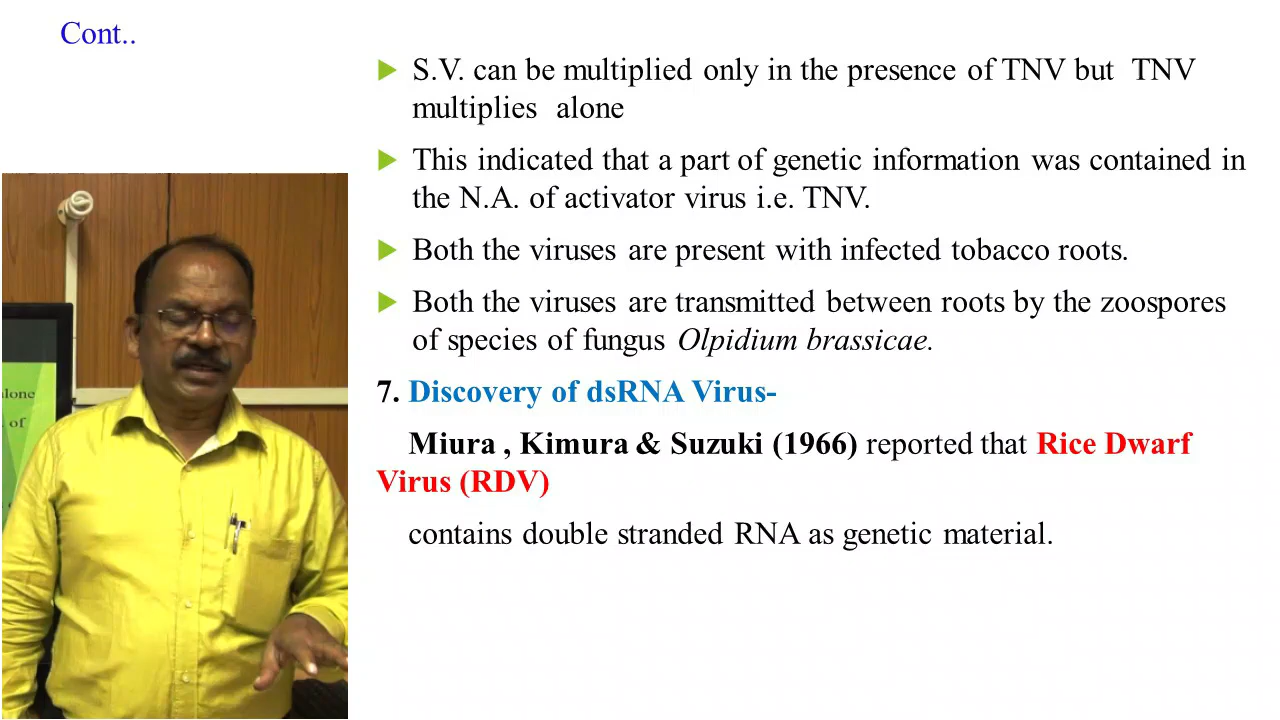 Cont..
S.V. can be multiplied only in the presence of TNV but TNV
multiplies alone
This indicated that a part of genetic information was contained in
the N.A. of activator virus i.e. TNV.
Both the viruses are present with infected tobacco roots.
Both the viruses are transmitted between roots by the zoospores
of species of fungus Olpidium brassicae.
7. Discovery of dsRNA Virus-
Miura , Kimura & Suzuki (1966) reported that Rice Dwarf
Virus (RDV)
contains double stranded RNA as genetic material.
alone
of